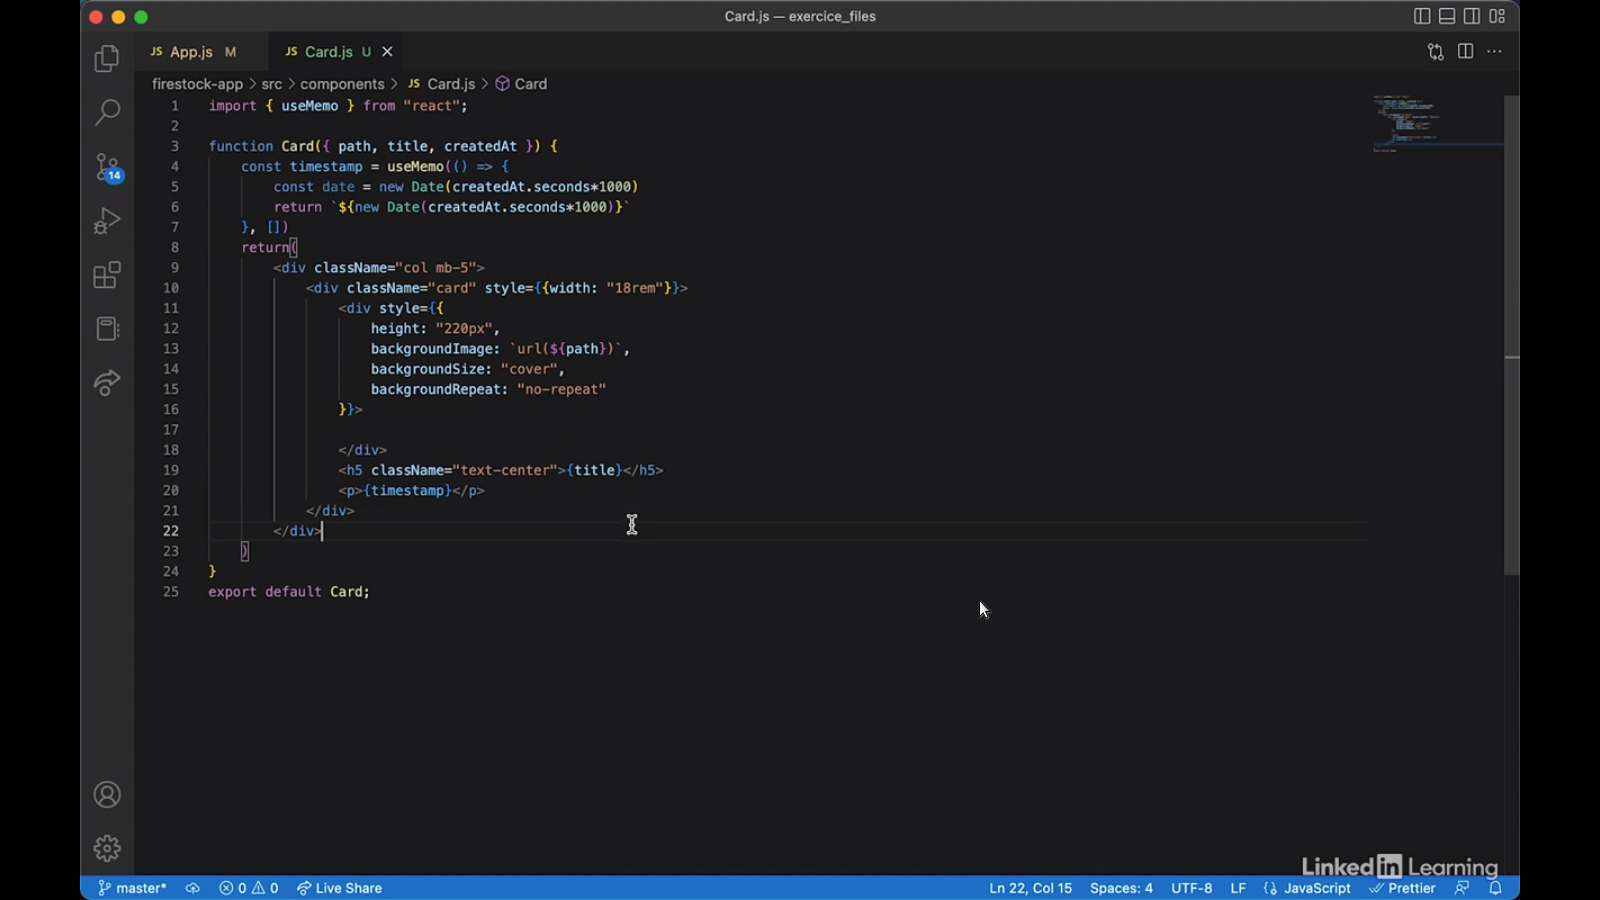 Card.js — exercice_files
JS App.js M
JS Card.js U
firestock-app > src > components > JS Card.js > Card
1 import { useMemo } from "react";
2
3 function Card({ path, title, createdAt }) {
4 const timestamp = useMemo(() => {
5 const date = new Date(createdAt.seconds*1000)
6 return `${new Date(createdAt.seconds*1000)}`
7 }, [])
8 return(
9 <div className="col mb-5">
10 <div className="card" style={{width: "18rem"}}>
11 <div style={{
12 height: "220px",
13 backgroundImage: `url(${path})`,
14 backgroundSize: "cover",
15 backgroundRepeat: "no-repeat"
16 }}>
17
18 </div>
19 <h5 className="text-center">{title}</h5>
20 <p>{timestamp}</p>
21 </div>
22 </div>
23 )
24 }
25 export default Card;
14
LinkedIn Learning
master* 0 0 Live Share Ln 22, Col 15 Spaces: 4 UTF-8 LF {} JavaScript Prettier